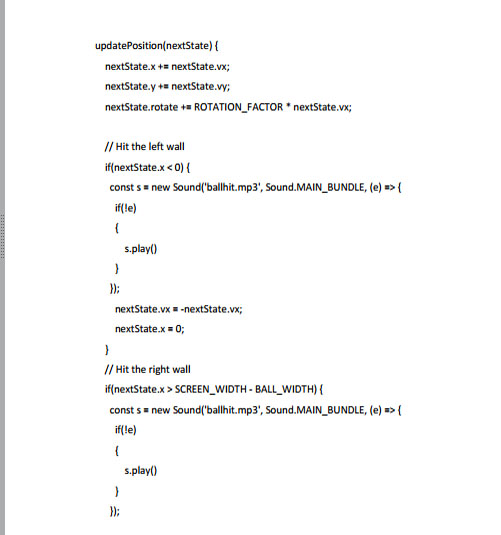 updatePosition(nextState) {
nextState.x += nextState.vx;
nextState.y += nextState.vy;
nextState.rotate += ROTATION_FACTOR * nextState.vx;
// Hit the left wall
if(nextState.x < 0) {
const s = new Sound('ballhit.mp3', Sound.MAIN_BUNDLE, (e) => {
if(!e)
{
s.play()
}
});
nextState.vx = -nextState.vx;
nextState.x = 0;
}
// Hit the right wall
if(nextState.x > SCREEN_WIDTH - BALL_WIDTH) {
const s = new Sound('ballhit.mp3', Sound.MAIN_BUNDLE, (e) => {
if(!e)
{
s.play()
}
});